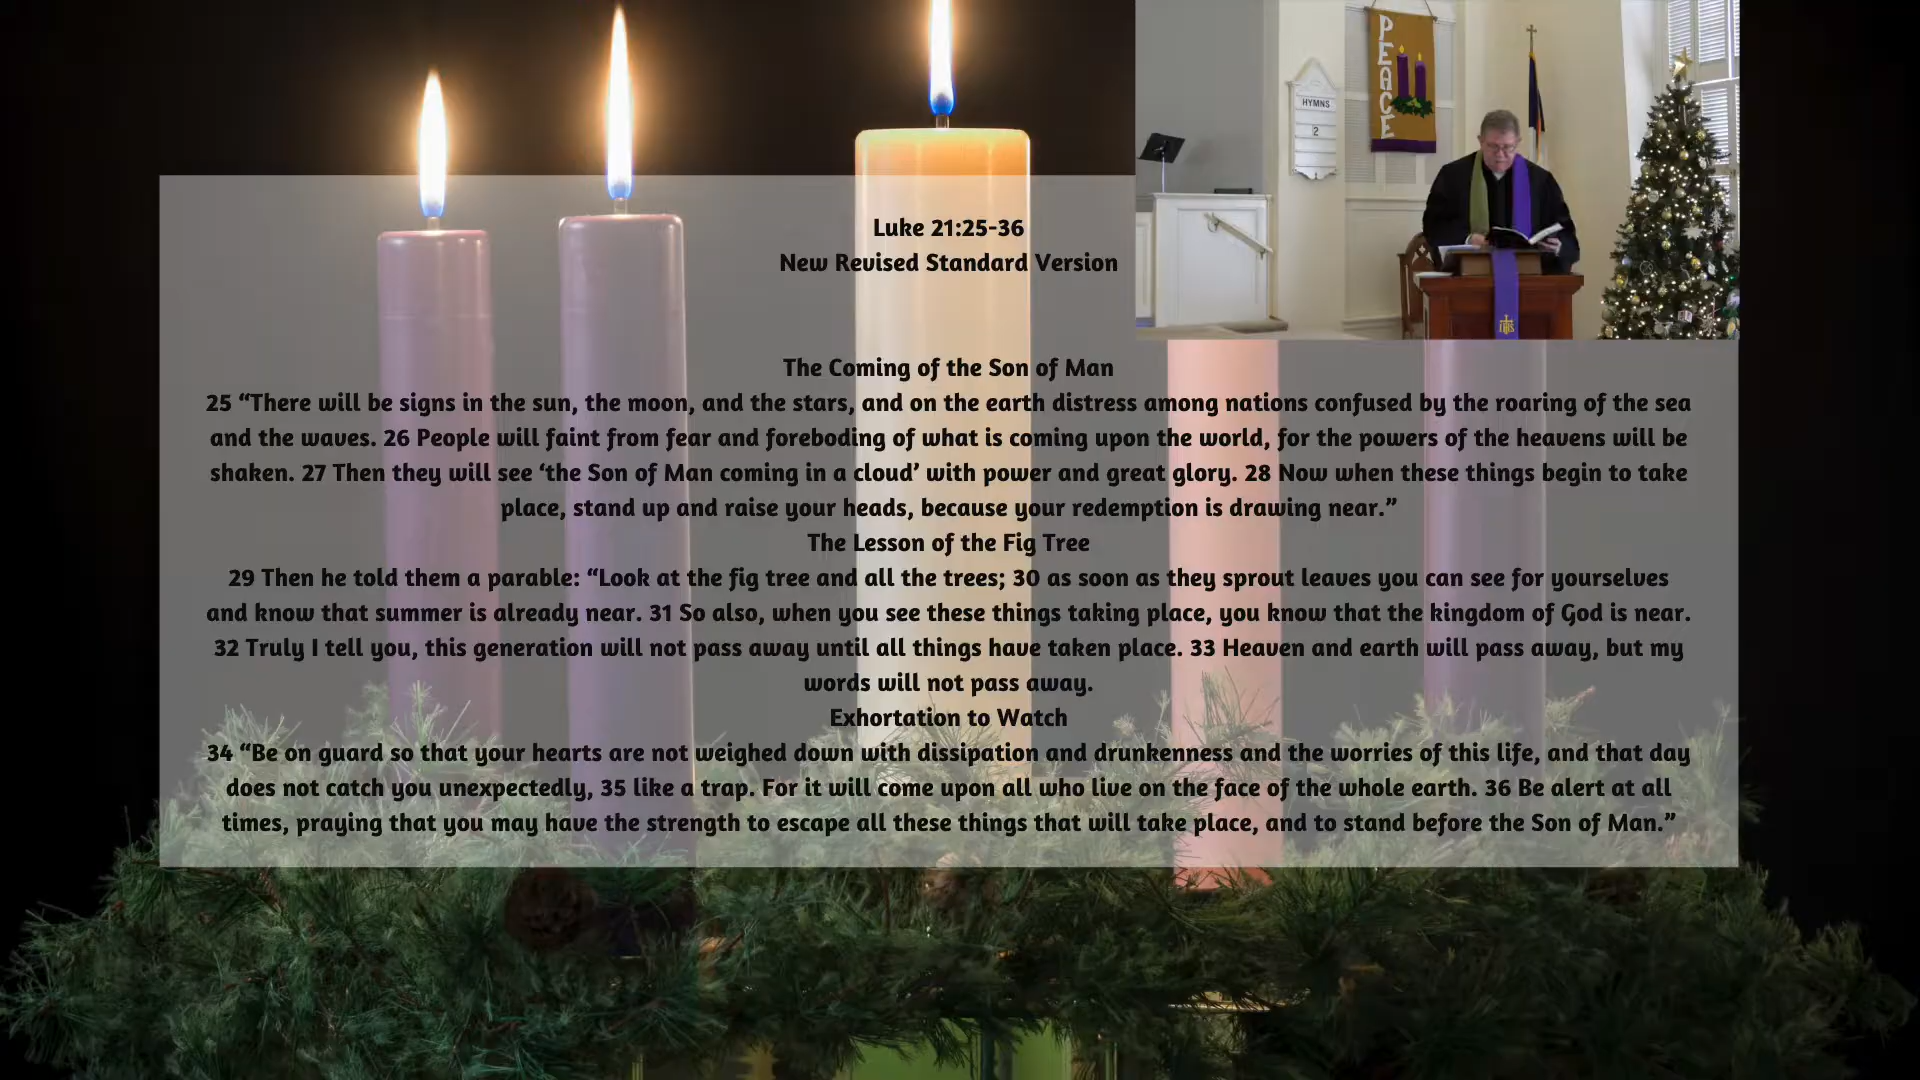 Luke 21:25-36
New Revised Standard Version
The Coming of the Son of Man
25 “There will be signs in the sun, the moon, and the stars, and on the earth distress among nations confused by the roaring of the sea
and the waves. 26 People will faint from fear and foreboding of what is coming upon the world, for the powers of the heavens will be
shaken. 27 Then they will see ‘the Son of Man coming in a cloud’ with power and great glory. 28 Now when these things begin to take
place, stand up and raise your heads, because your redemption is drawing near.”
The Lesson of the Fig Tree
29 Then he told them a parable: “Look at the fig tree and all the trees; 30 as soon as they sprout leaves you can see for yourselves
and know that summer is already near. 31 So also, when you see these things taking place, you know that the kingdom of God is near.
32 Truly I tell you, this generation will not pass away until all things have taken place. 33 Heaven and earth will pass away, but my
words will not pass away.
Exhortation to Watch
34 “Be on guard so that your hearts are not weighed down with dissipation and drunkenness and the worries of this life, and that day
does not catch you unexpectedly, 35 like a trap. For it will come upon all who live on the face of the whole earth. 36 Be alert at all
times, praying that you may have the strength to escape all these things that will take place, and to stand before the Son of Man.”
PEACE
HYMNS
2